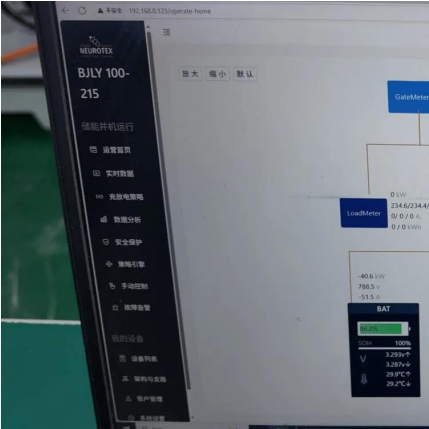 不安全 192.168.0.123/operate-home
NEUROTEX
BJLY 100-
215
储能并机运行
运营首页
实时数据
充放电策略
数据分析
安全保护
策略引擎
手动控制
故障告警
我的设备
设备列表
架构与支路
账户管理
系统设置
放大 缩小 默认
GateMeter
0 kW
234.6/234.4/
0/ 0 / 0 A
0 / 0 kWh
LoadMeter
-40.6 kW
788.5 v
-51.5 A
BAT
SOH 100%
V
3.293v↑
3.287v↓
29.9°C↑
29.2°C↓